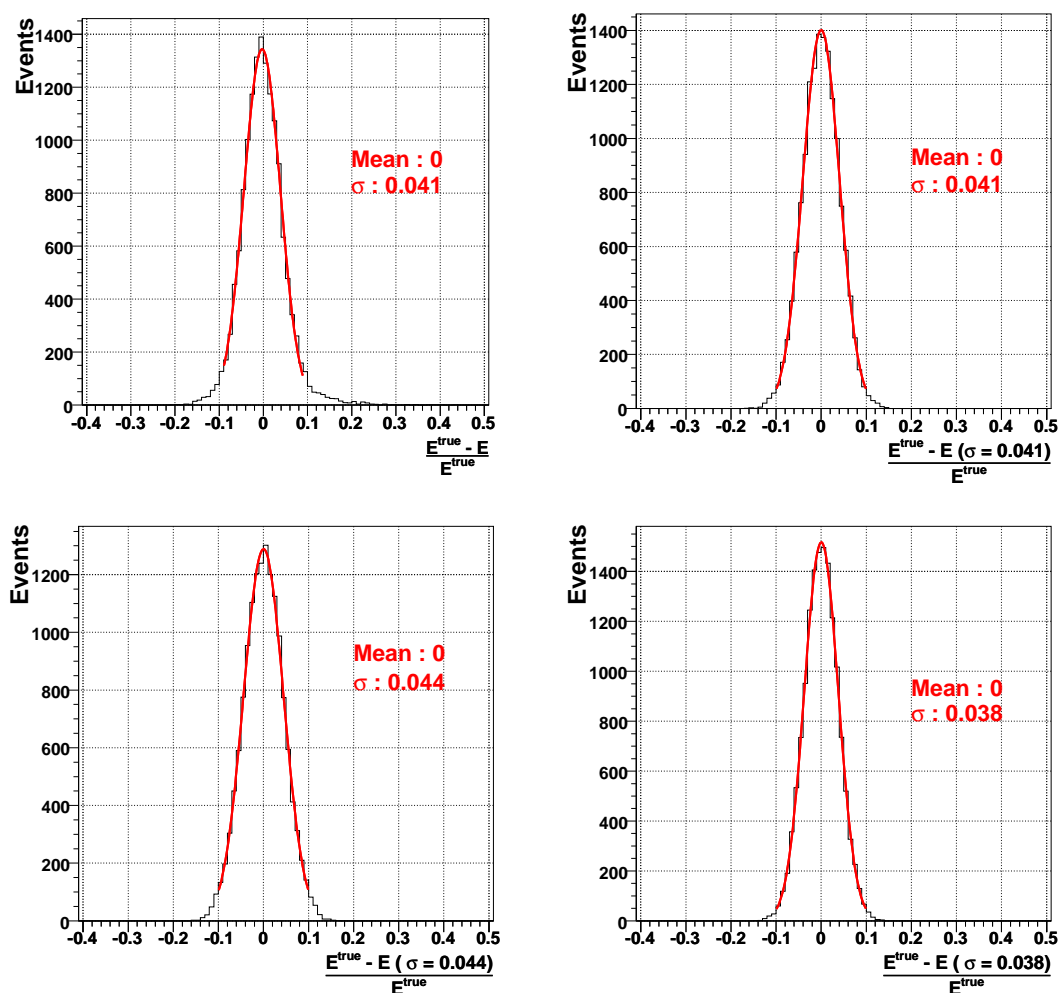 Events
1400
1200
1000
800
600
400
200
0
Mean : 0
σ : 0.041
-0.4 -0.3 -0.2 -0.1 0 0.1 0.2 0.3 0.4 0.5
E^true - E
E^true
Events
1400
1200
1000
800
600
400
200
0
Mean : 0
σ : 0.041
-0.4 -0.3 -0.2 -0.1 0 0.1 0.2 0.3 0.4 0.5
E^true - E (σ = 0.041)
E^true
Events
1200
1000
800
600
400
200
0
Mean : 0
σ : 0.044
-0.4 -0.3 -0.2 -0.1 0 0.1 0.2 0.3 0.4 0.5
E^true - E ( σ = 0.044)
E^true
Events
1400
1200
1000
800
600
400
200
0
Mean : 0
σ : 0.038
-0.4 -0.3 -0.2 -0.1 0 0.1 0.2 0.3 0.4 0.5
E^true - E ( σ = 0.038)
E^true